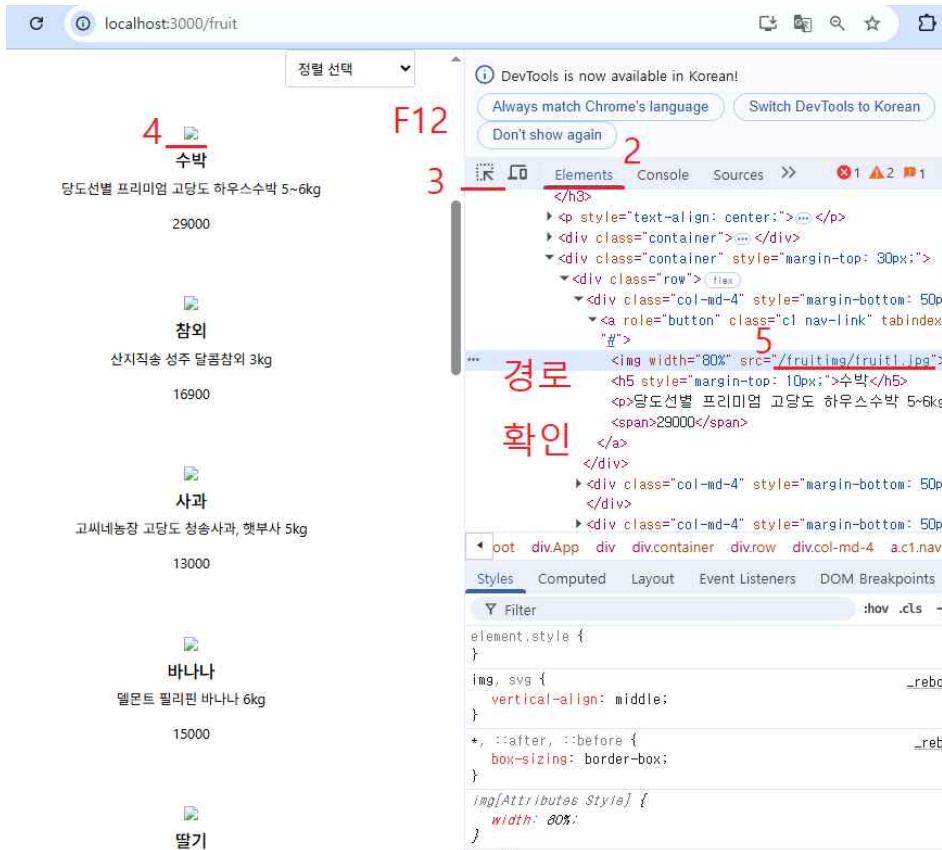 localhost:3000/fruit
정렬 선택
F12
4
수박
당도선별 프리미엄 고당도 하우스수박 5~6kg
29000
참외
산지직송 성주 달콤참외 3kg
16900
사과
고씨네농장 고당도 청송사과, 햇부사 5kg
13000
바나나
델몬트 필리핀 바나나 6kg
15000
딸기
DevTools is now available in Korean!
Always match Chrome's language
Switch DevTools to Korean
Don't show again
2
3
Elements Console Sources >> 1 2 1
</h3>
<p style="text-align: center;">⋯</p>
<div class="container">⋯</div>
<div class="container" style="margin-top: 30px;">
<div class="row"> flex
<div class="col-md-4" style="margin-bottom: 50p
<a role="button" class="c1 nav-link" tabindex
"#">
5
⋯ <img width="80%" src="/fruitimg/fruit1.jpg">
경로
<h5 style="margin-top: 10px;">수박</h5>
<p>당도선별 프리미엄 고당도 하우스수박 5~6kg
<span>29000</span>
확인
</a>
</div>
<div class="col-md-4" style="margin-bottom: 50p
</div>
<div class="col-md-4" style="margin-bottom: 50p
oot div.App div div.container div.row div.col-md-4 a.c1.nav
Styles Computed Layout Event Listeners DOM Breakpoints
Filter :hov .cls
element.style {
}
img, svg { _rebo
vertical-align: middle;
}
*, ::after, ::before { _reb
box-sizing: border-box;
}
img[Attributes Style] {
width: 80%;
}